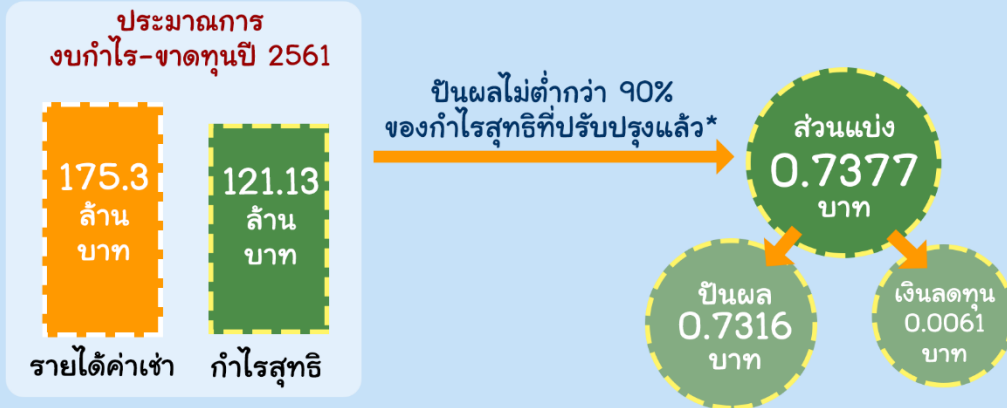 ประมาณการ
งบกำไร-ขาดทุนปี 2561
175.3
ล้าน
บาท
รายได้ค่าเช่า
121.13
ล้าน
บาท
กำไรสุทธิ
ปันผลไม่ต่ำกว่า 90%
ของกำไรสุทธิที่ปรับปรุงแล้ว*
ส่วนแบ่ง
0.7377
บาท
ปันผล
0.7316
บาท
เงินลดทุน
0.0061
บาท